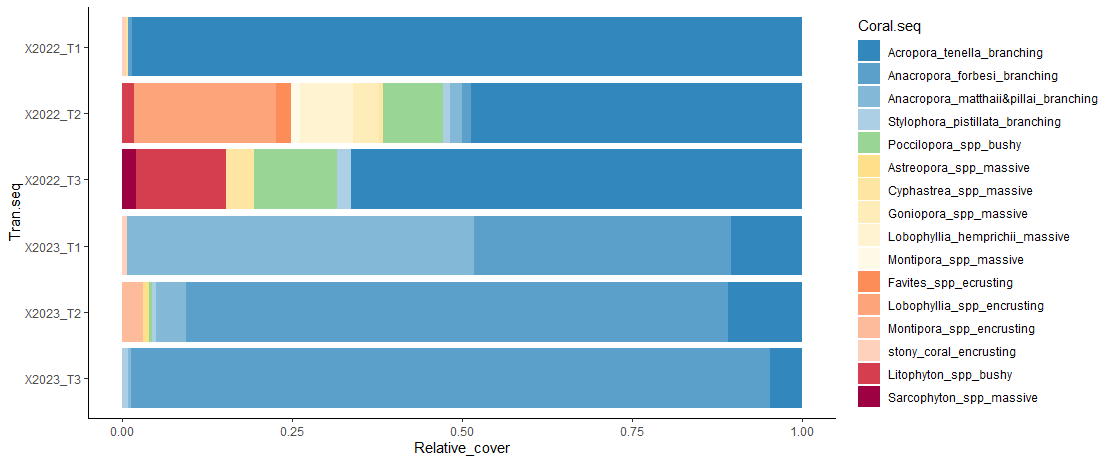 Tran.seq
X2022_T1
X2022_T2
X2022_T3
X2023_T1
X2023_T2
X2023_T3
0.00 0.25 0.50 0.75 1.00
Relative_cover
Coral.seq
Acropora_tenella_branching
Anacropora_forbesi_branching
Anacropora_matthaii&pillai_branching
Stylophora_pistillata_branching
Poccilopora_spp_bushy
Astreopora_spp_massive
Cyphastrea_spp_massive
Goniopora_spp_massive
Lobophyllia_hemprichii_massive
Montipora_spp_massive
Favites_spp_ecrusting
Lobophyllia_spp_encrusting
Montipora_spp_encrusting
stony_coral_encrusting
Litophyton_spp_bushy
Sarcophyton_spp_massive